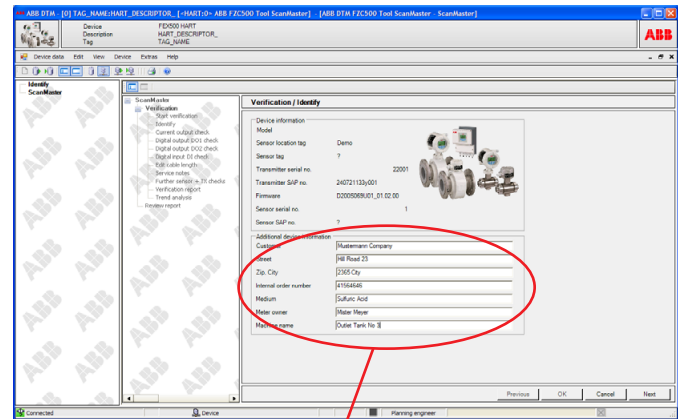 ABB DTM - [0] TAG_NAME:HART_DESCRIPTOR_ [-HART:0- ABB FZC500 Tool ScanMaster] - [ABB DTM FZC500 Tool ScanMaster - ScanMaster]
Device FEX500 HART
Description HART_DESCRIPTOR_
Tag TAG_NAME
ABB
Device data Edit View Device Extras Help
Identify
ScanMaster
ScanMaster
Verification
Start verification
Identify
Current output check
Digital output DO1 check
Digital output DO2 check
Digital input DI check
Edit cable length
Service notes
Further sensor + TX checks
Verification report
Trend analysis
Review report
Verification / Identify
Device information
Model
Sensor location tag Demo
Sensor tag ?
Transmitter serial no. 22001
Transmitter SAP no. 240721133y001
Firmware D200S069U01_01.02.00
Sensor serial no. 1
Sensor SAP no. ?
Additional device information
Customer Mustemann Company
Street Hill Road 23
Zip, City 2365 City
Internal order number 41564646
Medium Sulfuric Acid
Meter owner Mister Meyer
Machine name Outlet Tank No 3
Previous OK Cancel Next
Connected Device Planning engineer